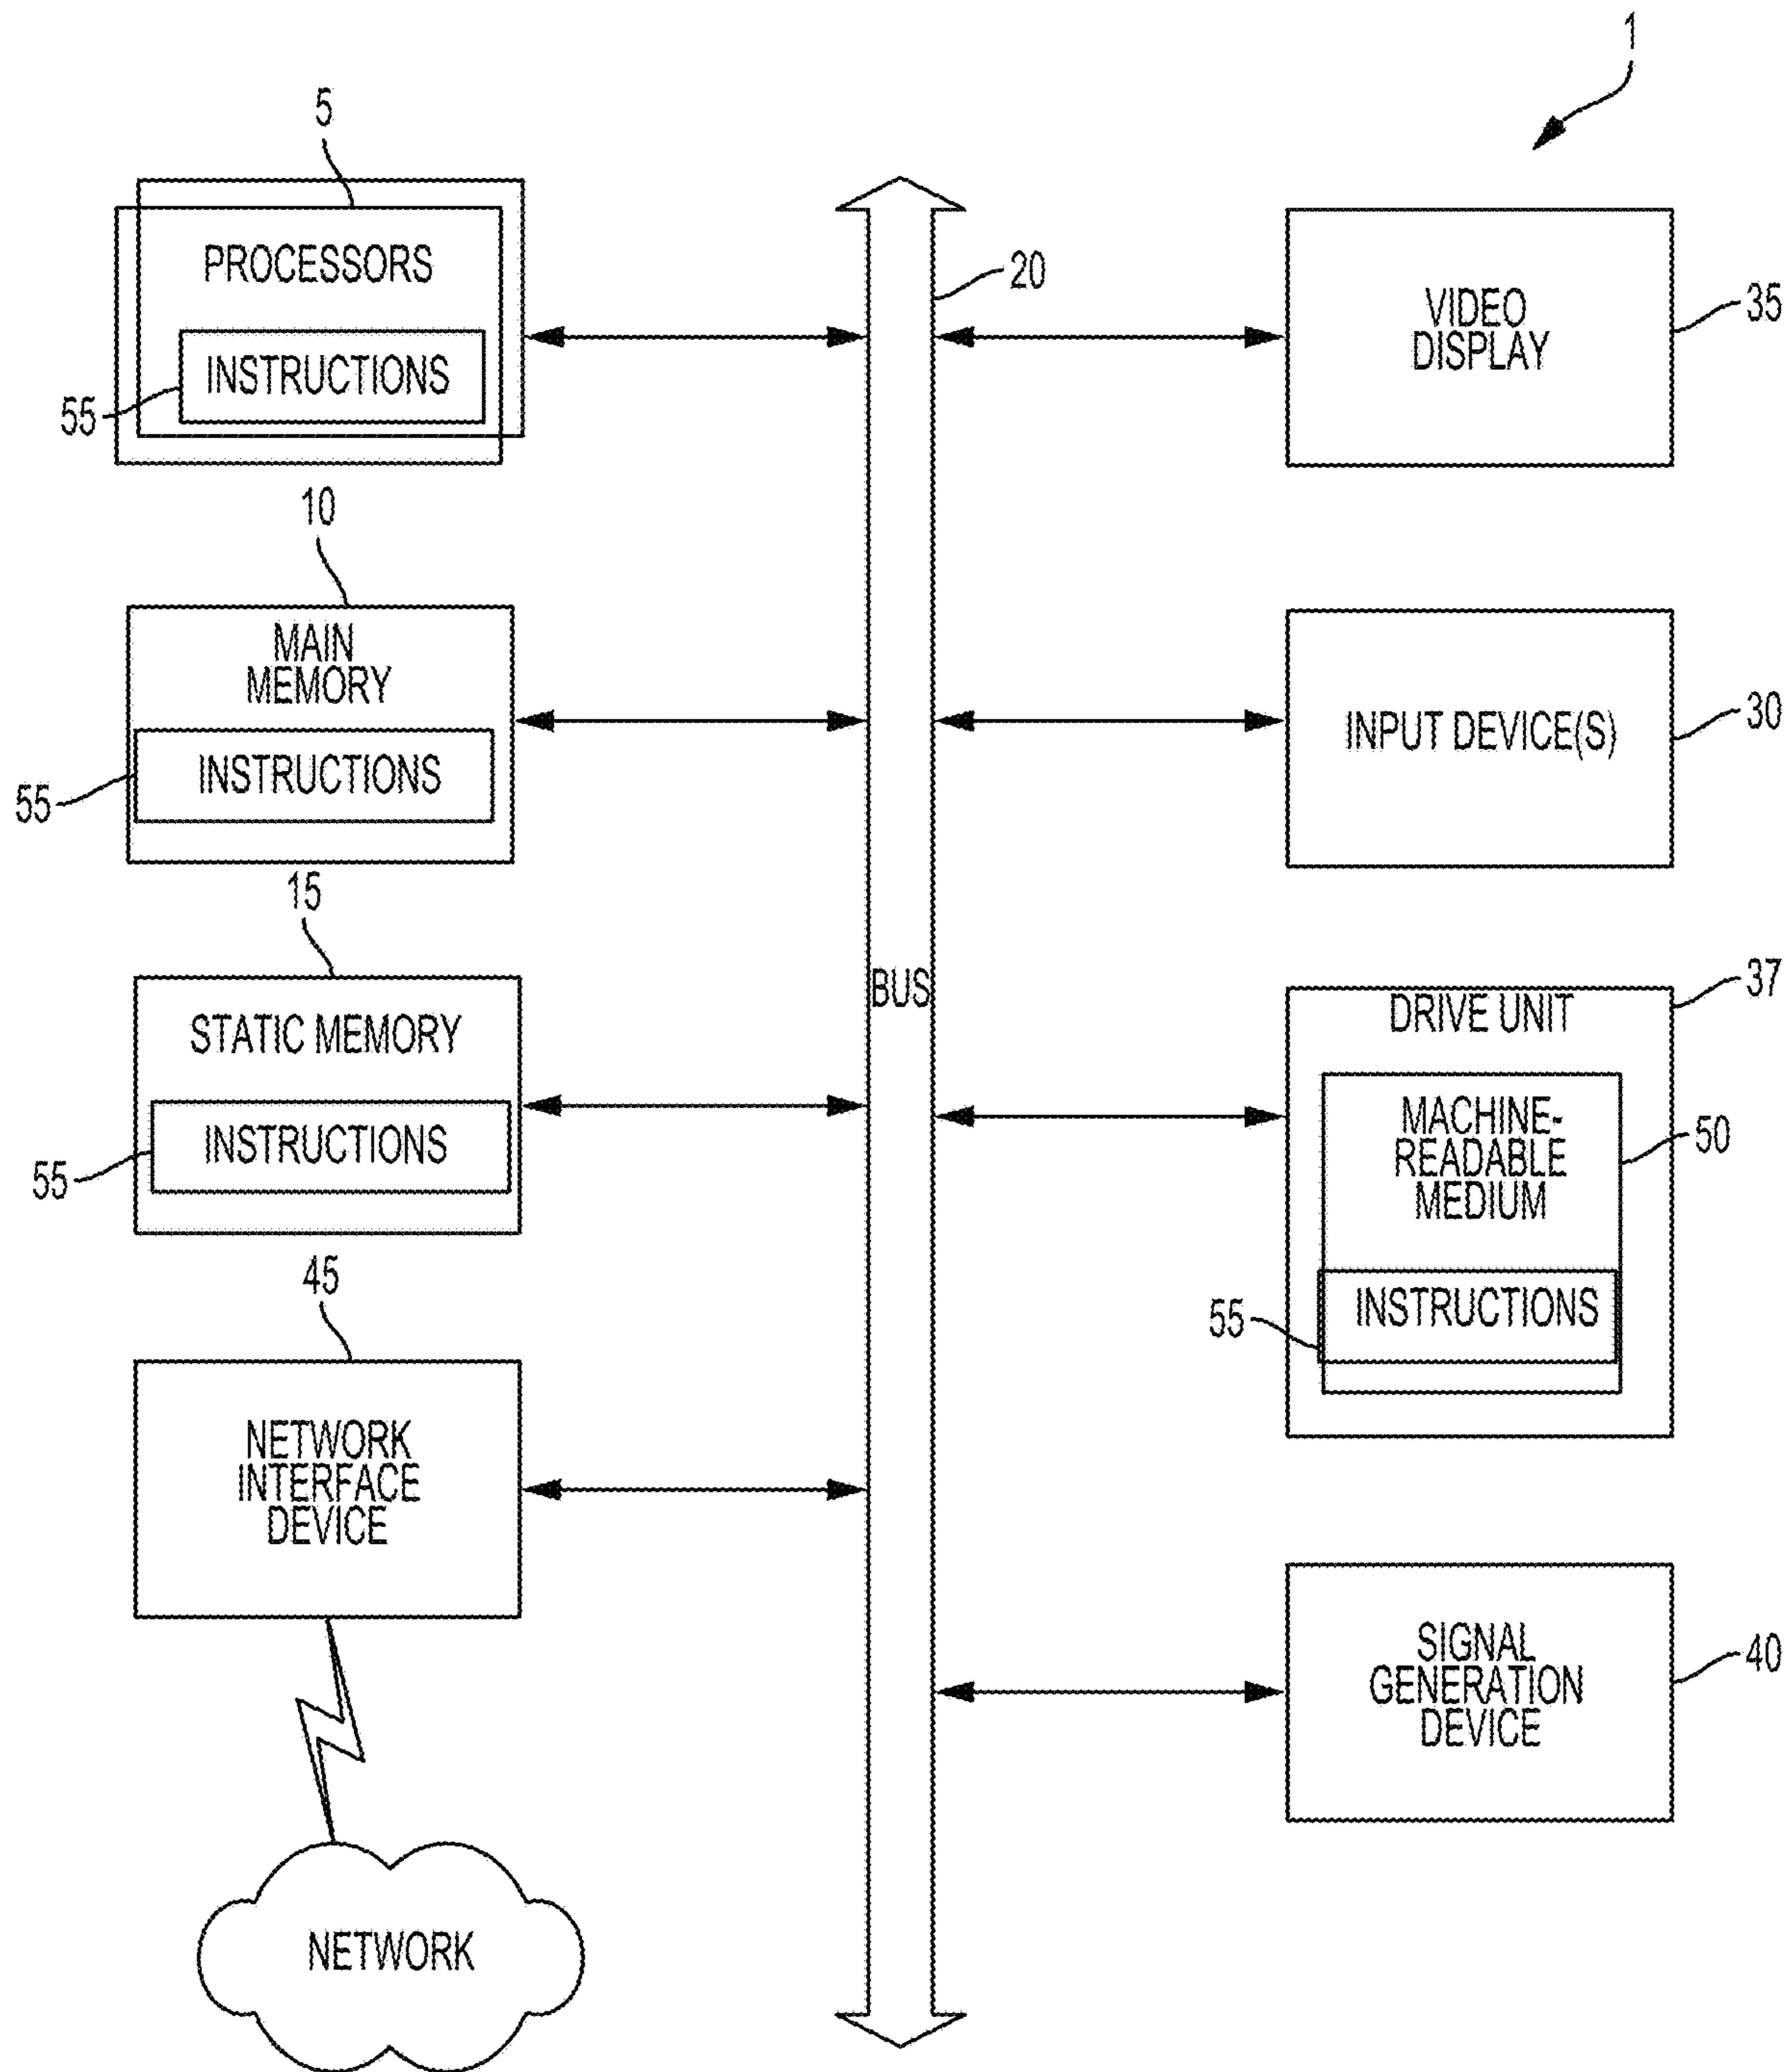 1
5
PROCESSORS
INSTRUCTIONS
55
20
VIDEO
DISPLAY
35
10
MAIN
MEMORY
INSTRUCTIONS
55
INPUT DEVICE(S)
30
15
STATIC MEMORY
INSTRUCTIONS
55
BUS
37
DRIVE UNIT
MACHINE-
READABLE
MEDIUM
50
INSTRUCTIONS
55
45
NETWORK
INTERFACE
DEVICE
SIGNAL
GENERATION
DEVICE
40
NETWORK